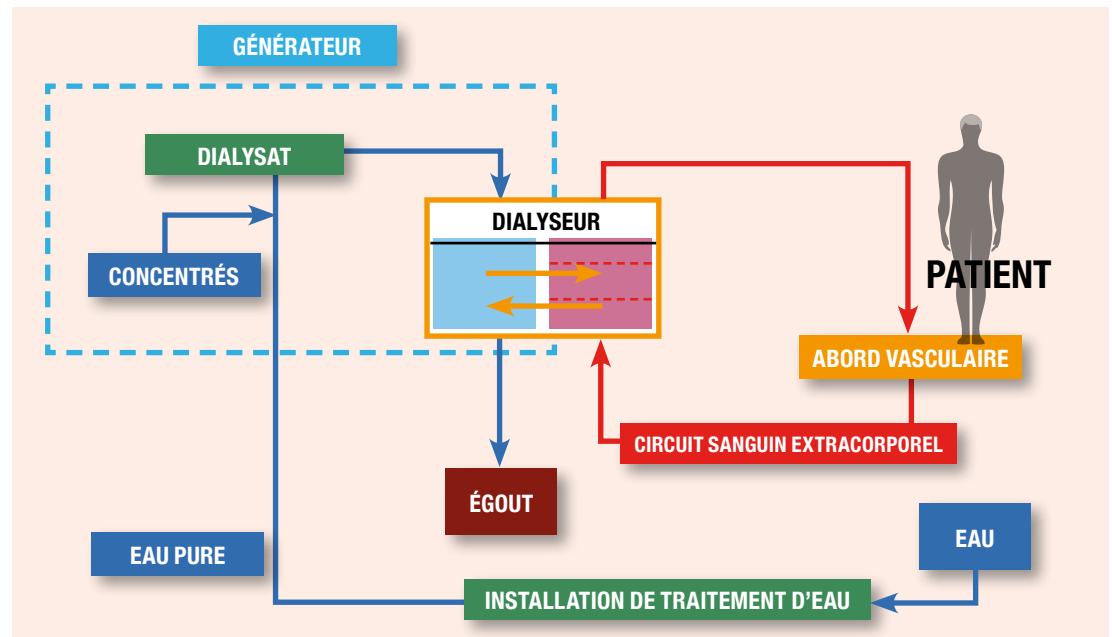 GÉNÉRATEUR
DIALYSAT
DIALYSEUR
CONCENTRÉS
PATIENT
ABORD VASCULAIRE
CIRCUIT SANGUIN EXTRACORPOREL
ÉGOUT
EAU
EAU PURE
INSTALLATION DE TRAITEMENT D’EAU